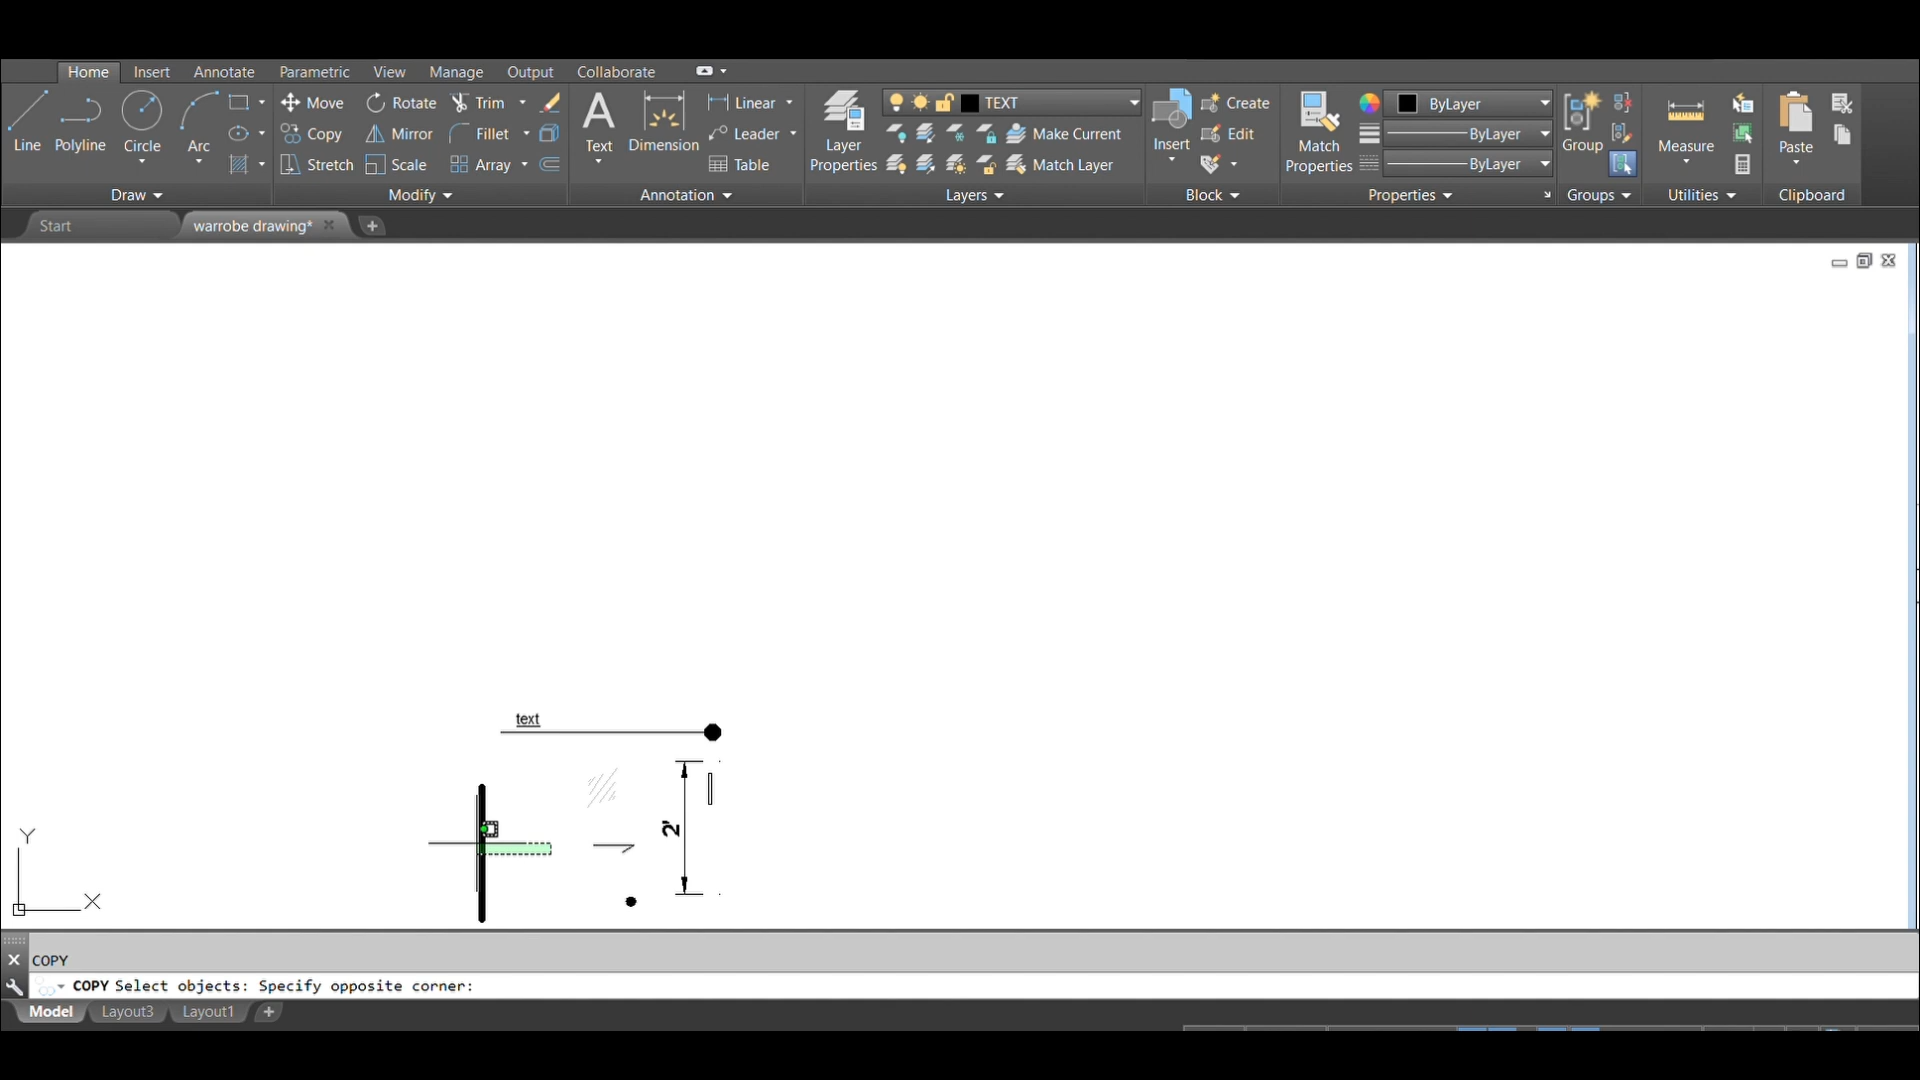 Home Insert Annotate Parametric View Manage Output Collaborate
Line Polyline Circle Arc
Move Rotate Trim
Copy Mirror Fillet
Stretch Scale Array
Text Dimension
Linear
Leader
Table
Layer Properties
TEXT
Make Current
Match Layer
Insert
Create
Edit
Match Properties
ByLayer
ByLayer
ByLayer
Group
Measure
Paste
Draw Modify Annotation Layers Block Properties Groups Utilities Clipboard
Start warrobe drawing*
text
2'
Y
X
COPY
COPY Select objects: Specify opposite corner:
Model Layout3 Layout1